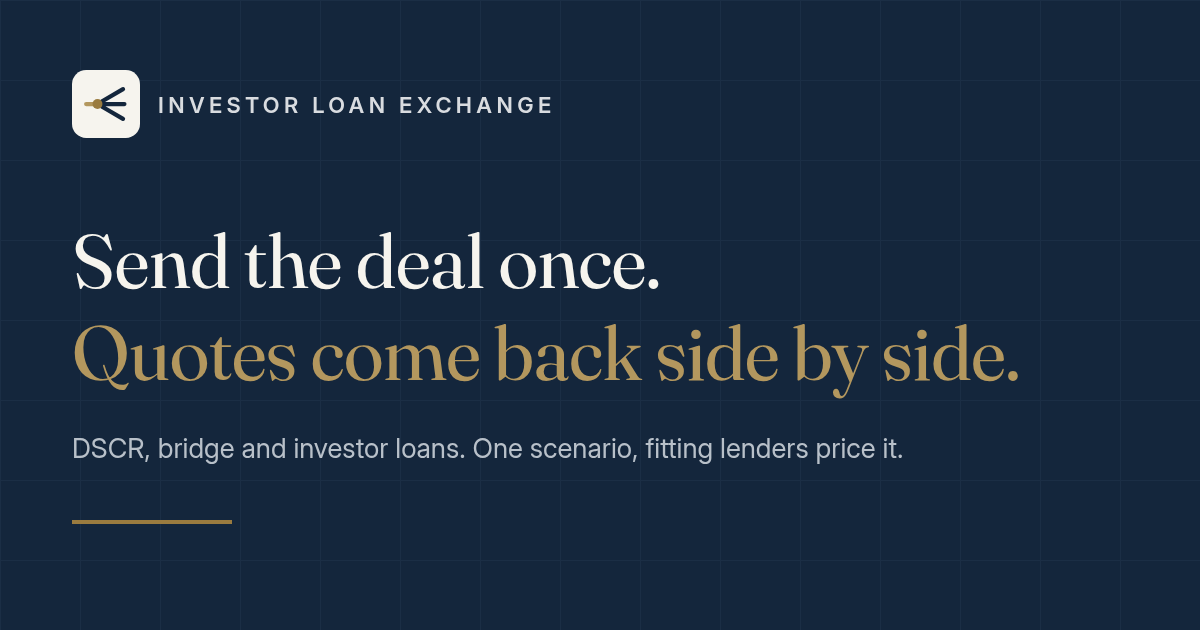 INVESTOR LOAN EXCHANGE
Send the deal once.
Quotes come back side by side.
DSCR, bridge and investor loans. One scenario, fitting lenders price it.